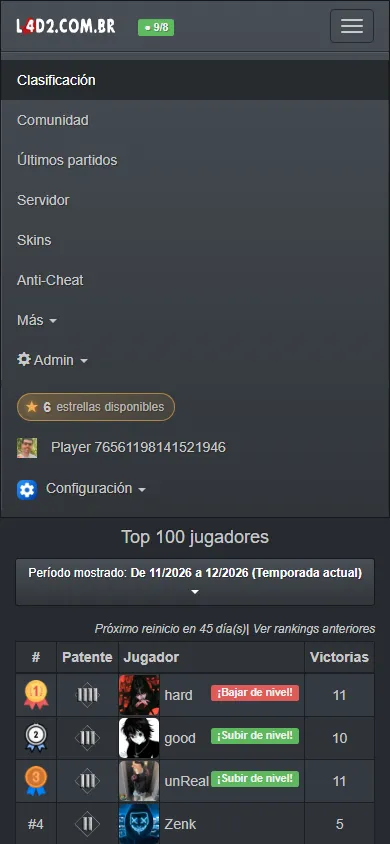 L4D2.COM.BR
● 9/8
Clasificación
Comunidad
Últimos partidos
Servidor
Skins
Anti-Cheat
Más
Admin
6 estrellas disponibles
Player 76561198141521946
Configuración
Top 100 jugadores
Período mostrado: De 11/2026 a 12/2026 (Temporada actual)
Próximo reinicio en 45 día(s)| Ver rankings anteriores
# Patente Jugador Victorias
1 hard ¡Bajar de nivel! 11
2 good ¡Subir de nivel! 10
3 unReal ¡Subir de nivel! 11
#4 Zenk 5